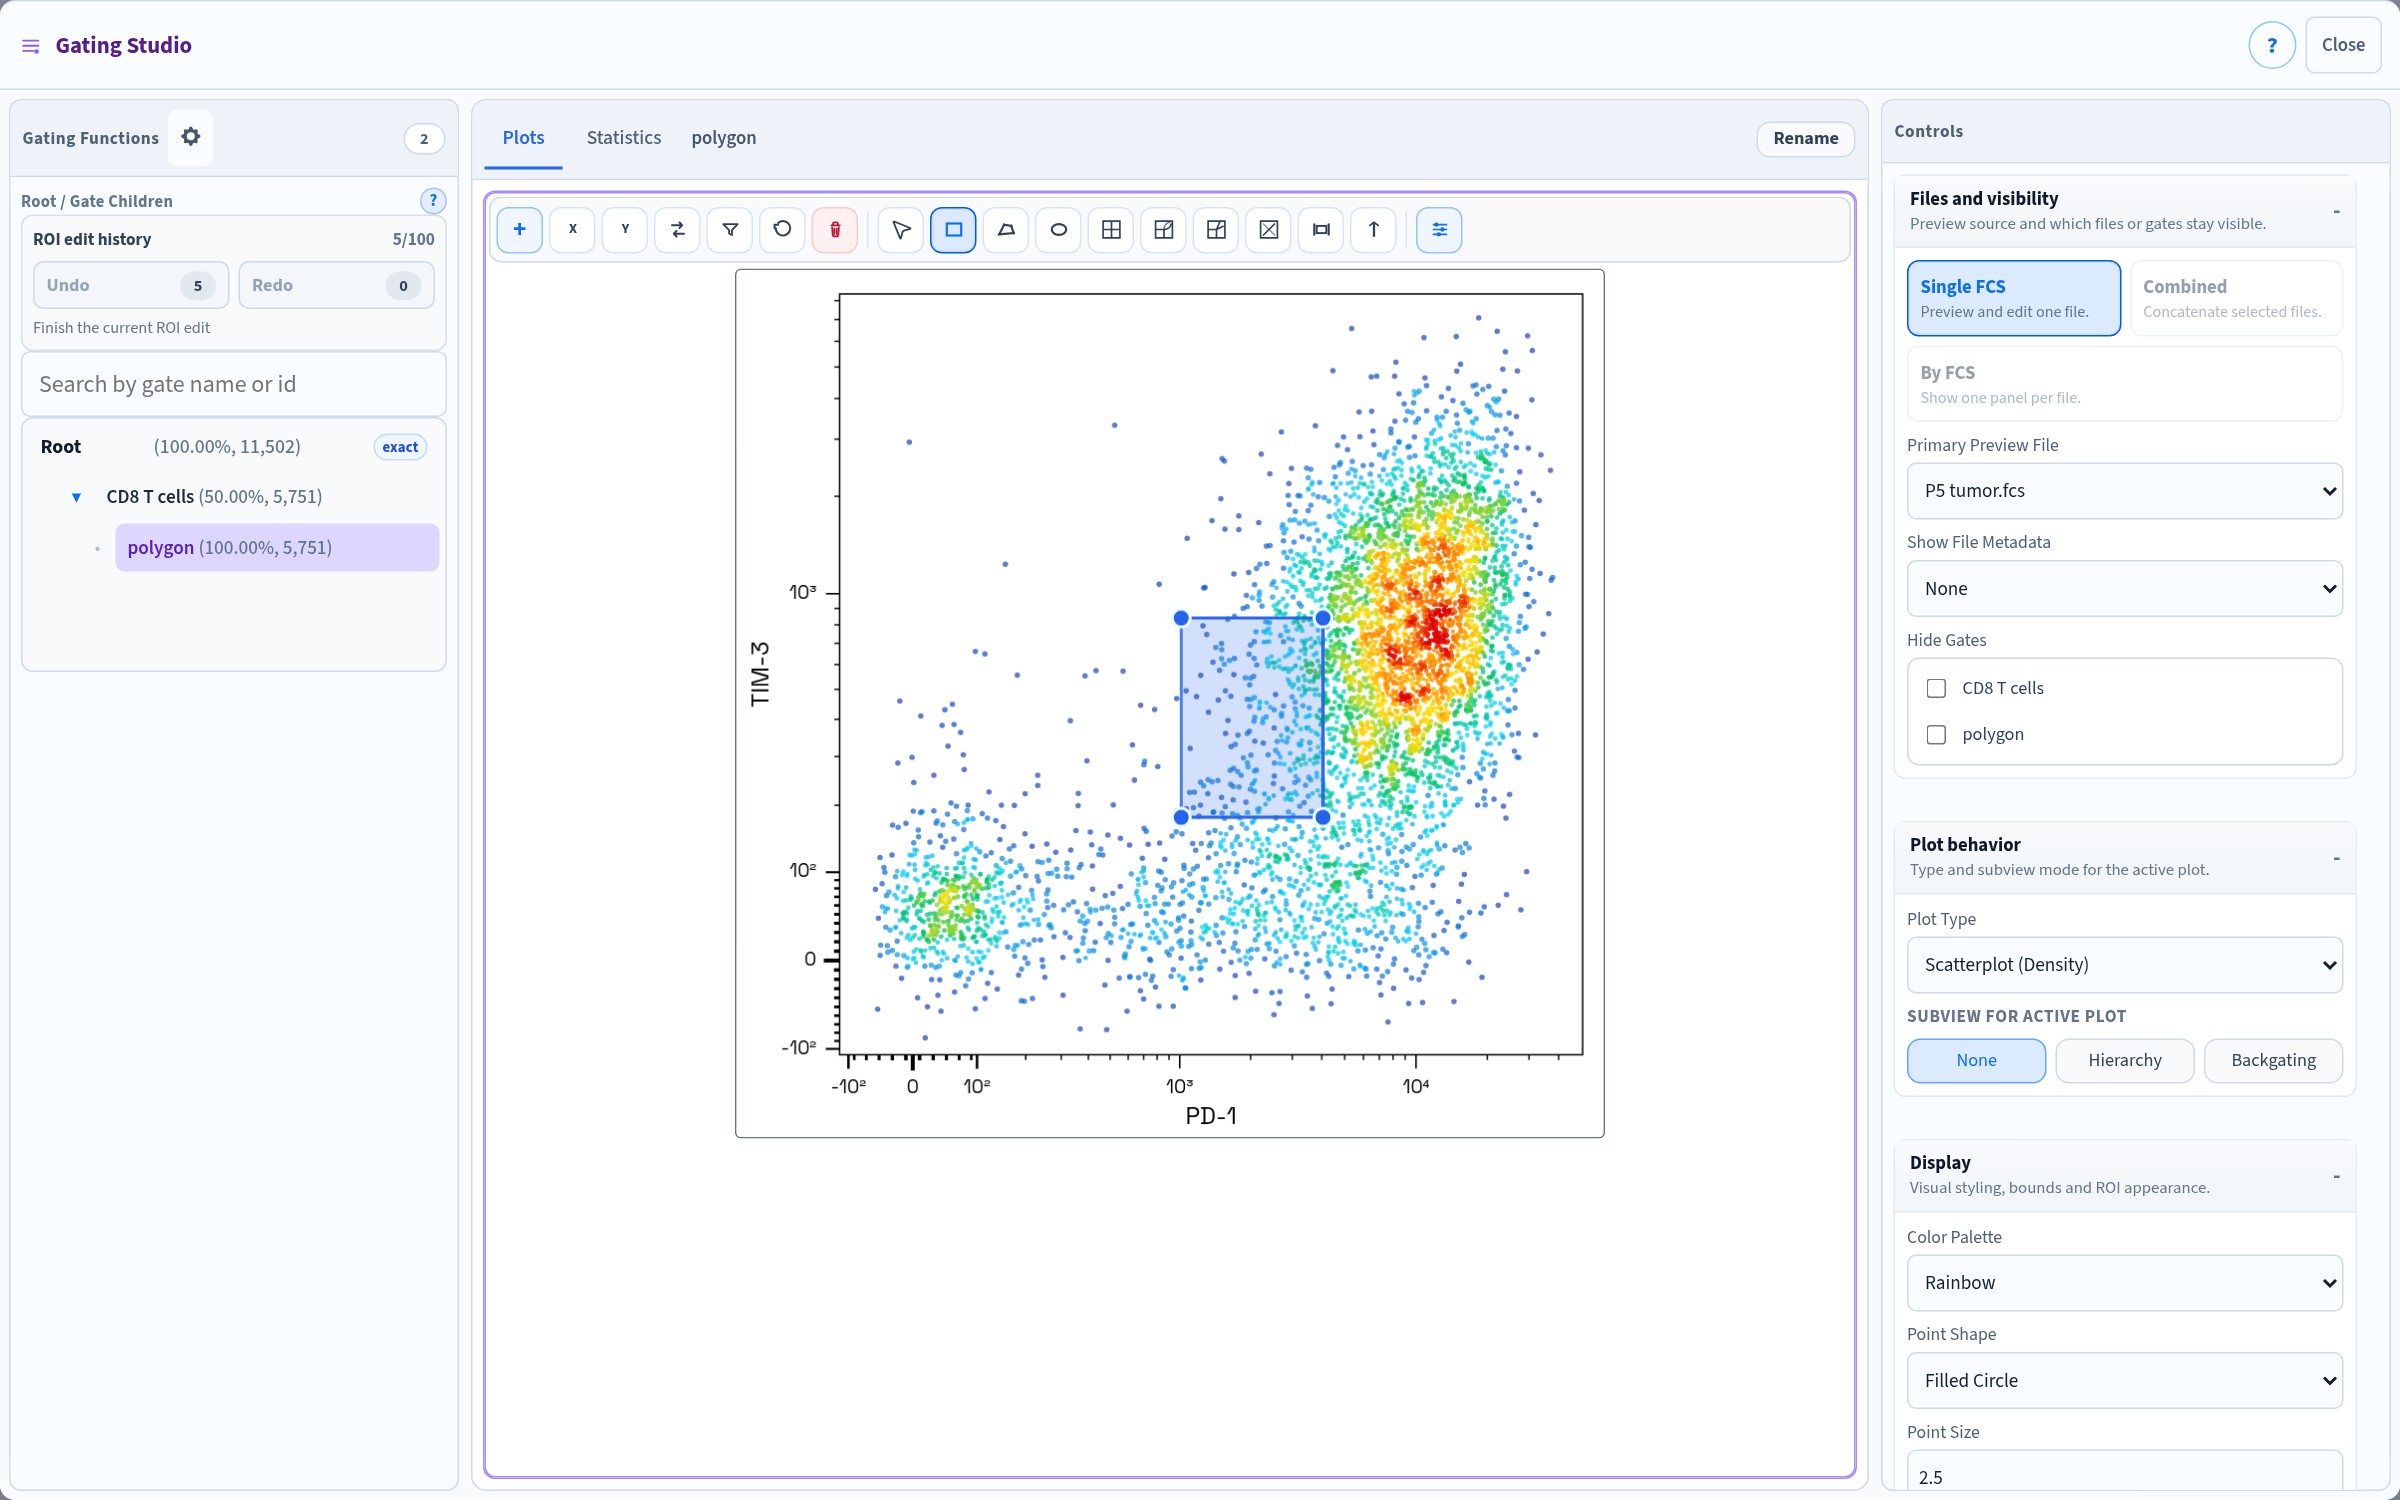 Gating Studio
?
Close
Gating Functions
2
Root / Gate Children
?
ROI edit history
5/100
Undo
5
Redo
0
Finish the current ROI edit
Search by gate name or id
Root
(100.00%, 11,502)
exact
CD8 T cells (50.00%, 5,751)
polygon (100.00%, 5,751)
Plots
Statistics
polygon
Rename
+
X
Y
10³
10²
0
-10²
TIM-3
-10²
0
10²
10³
10⁴
PD-1
Controls
Files and visibility
-
Preview source and which files or gates stay visible.
Single FCS
Preview and edit one file.
Combined
Concatenate selected files.
By FCS
Show one panel per file.
Primary Preview File
P5 tumor.fcs
Show File Metadata
None
Hide Gates
CD8 T cells
polygon
Plot behavior
-
Type and subview mode for the active plot.
Plot Type
Scatterplot (Density)
SUBVIEW FOR ACTIVE PLOT
None
Hierarchy
Backgating
Display
-
Visual styling, bounds and ROI appearance.
Color Palette
Rainbow
Point Shape
Filled Circle
Point Size
2.5